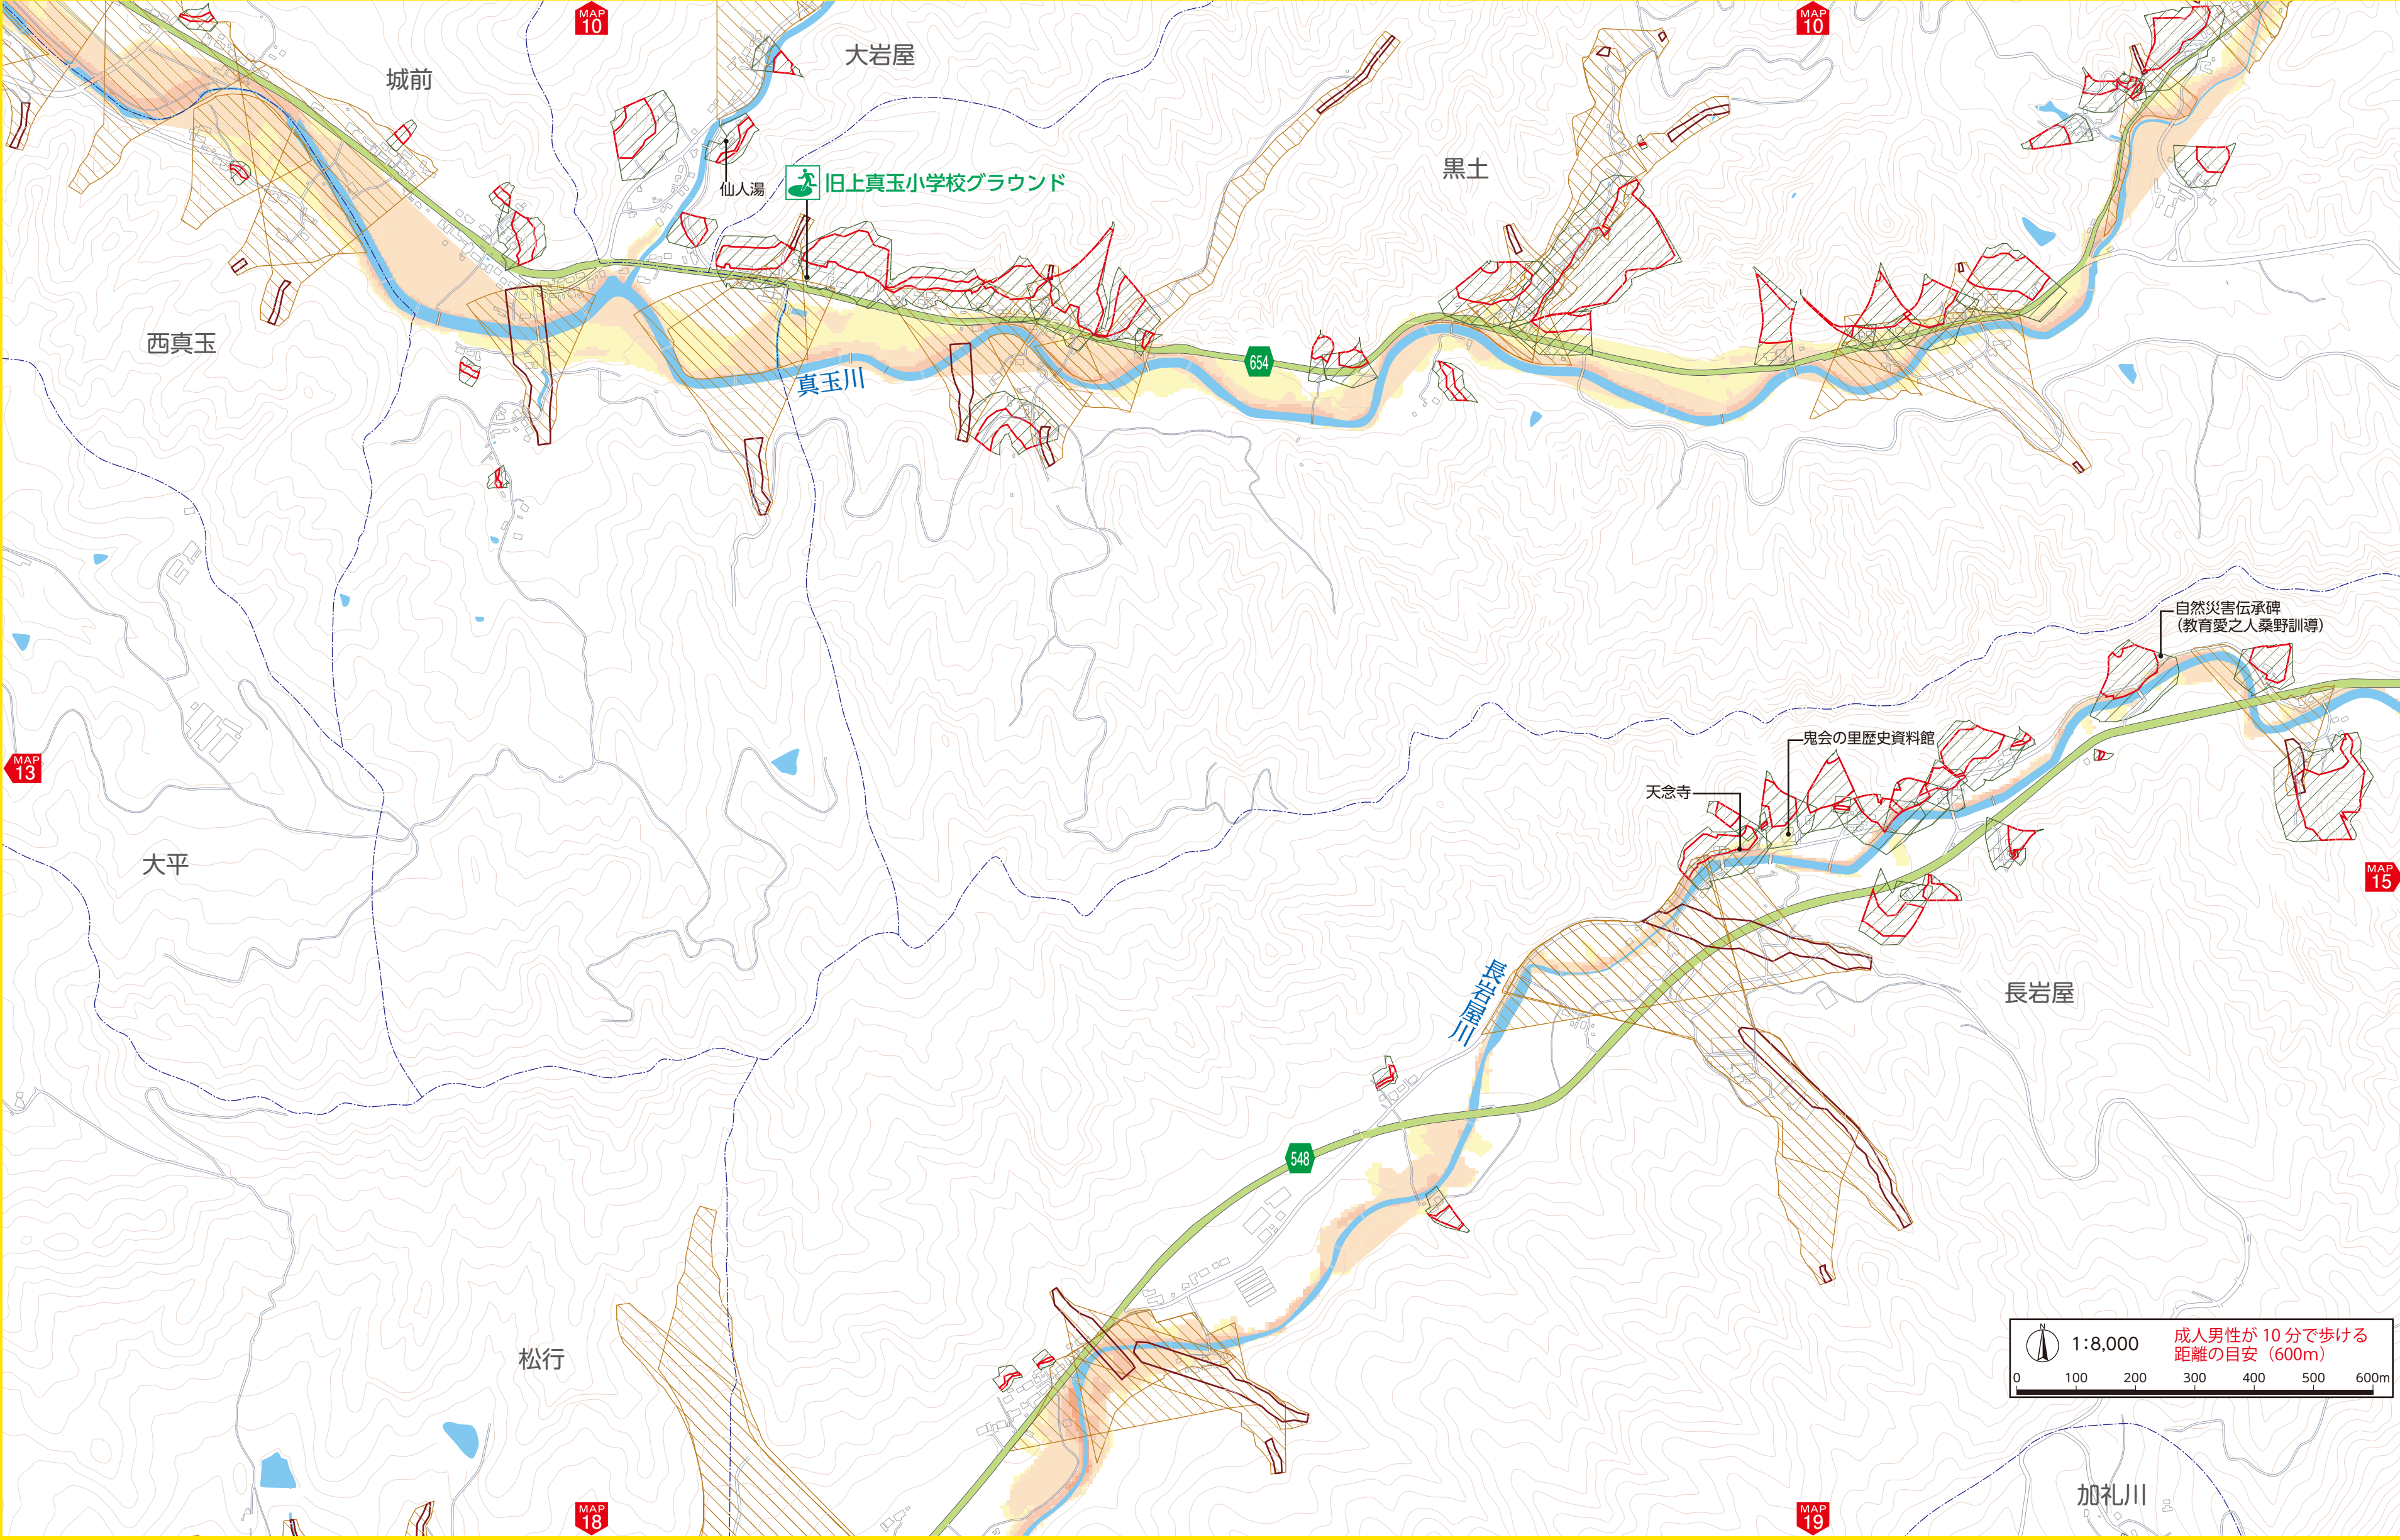 MAP
10
MAP
10
大岩屋
城前
黒土
旧上真玉小学校グラウンド
仙人湯
西真玉
654
真玉川
自然災害伝承碑
(教育愛之人桑野訓導)
鬼会の里歴史資料館
MAP
13
天念寺
大平
MAP
15
長岩屋川
長岩屋
548
松行
N
1:8,000
成人男性が 10 分で歩ける
距離の目安（600m）
0 100 200 300 400 500 600m
加礼川
MAP
18
MAP
19